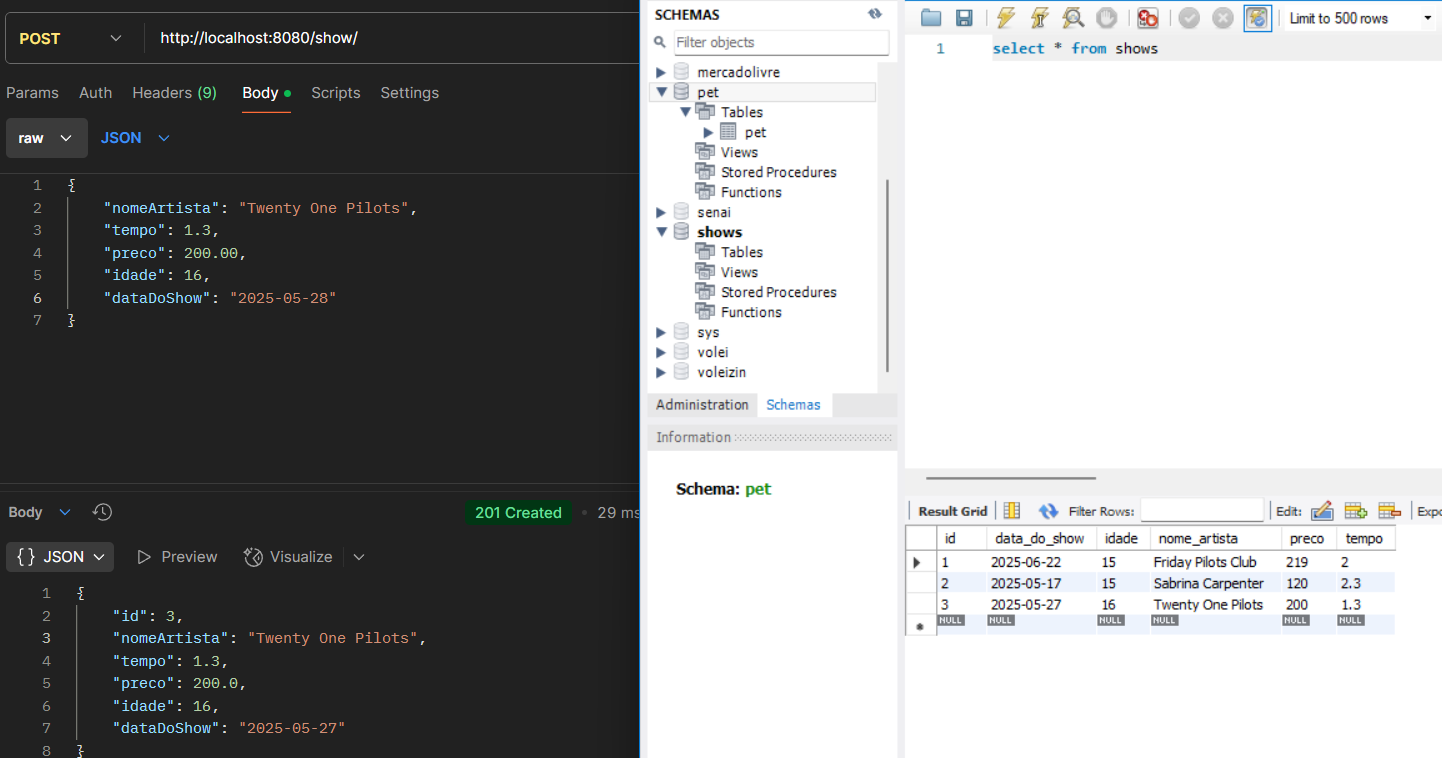 POST http://localhost:8080/show/
Params Auth Headers (9) Body Scripts Settings
raw JSON
1 {
2 "nomeArtista": "Twenty One Pilots",
3 "tempo": 1.3,
4 "preco": 200.00,
5 "idade": 16,
6 "dataDoShow": "2025-05-28"
7 }
Body 201 Created • 29 ms
{} JSON Preview Visualize
1 {
2 "id": 3,
3 "nomeArtista": "Twenty One Pilots",
4 "tempo": 1.3,
5 "preco": 200.0,
6 "idade": 16,
7 "dataDoShow": "2025-05-27"
8 }
SCHEMAS
Filter objects
mercadolivre
pet
Tables
pet
Views
Stored Procedures
Functions
senai
shows
Tables
Views
Stored Procedures
Functions
sys
volei
voleizin
Administration Schemas
Information
Schema: pet
Limit to 500 rows
1 select * from shows
Result Grid Filter Rows: Edit: Expo
id data_do_show idade nome_artista preco tempo
1 2025-06-22 15 Friday Pilots Club 219 2
2 2025-05-17 15 Sabrina Carpenter 120 2.3
3 2025-05-27 16 Twenty One Pilots 200 1.3
NULL NULL NULL NULL NULL NULL